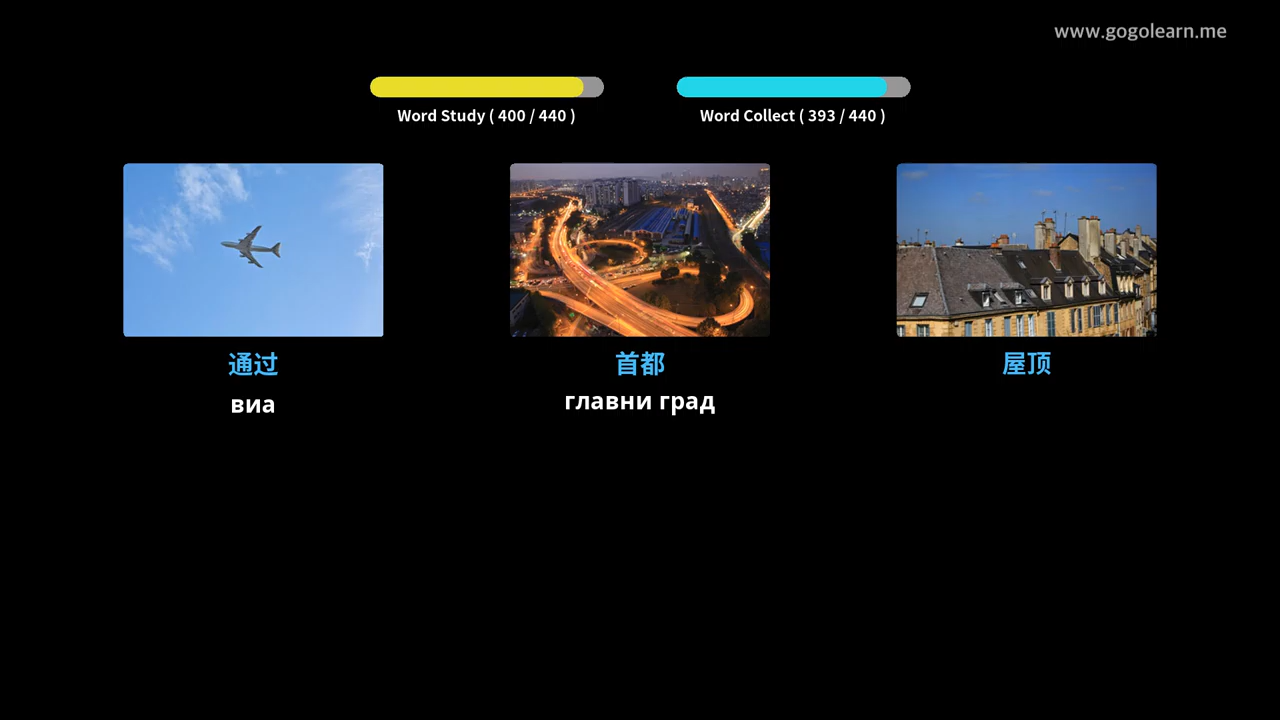 www.gogolearn.me
Word Study ( 400 / 440 )
Word Collect ( 393 / 440 )
通过
首都
屋顶
виа
главни град